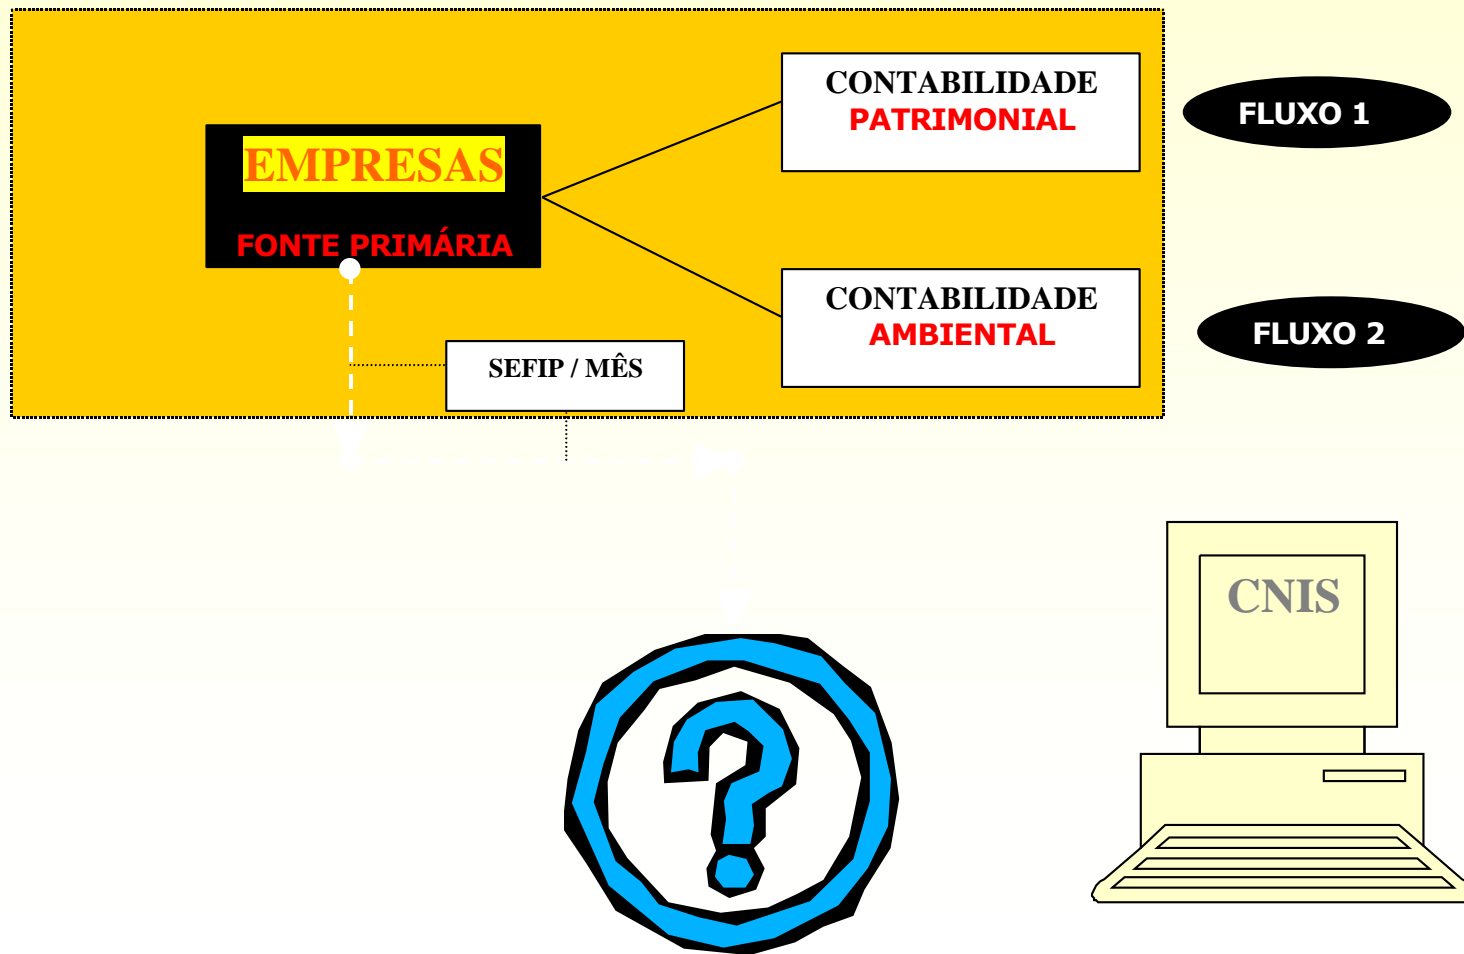 CONTABILIDADE
PATRIMONIAL
FLUXO 1
EMPRESAS
FONTE PRIMÁRIA
CONTABILIDADE
AMBIENTAL
FLUXO 2
SEFIP / MÊS
CNIS
?